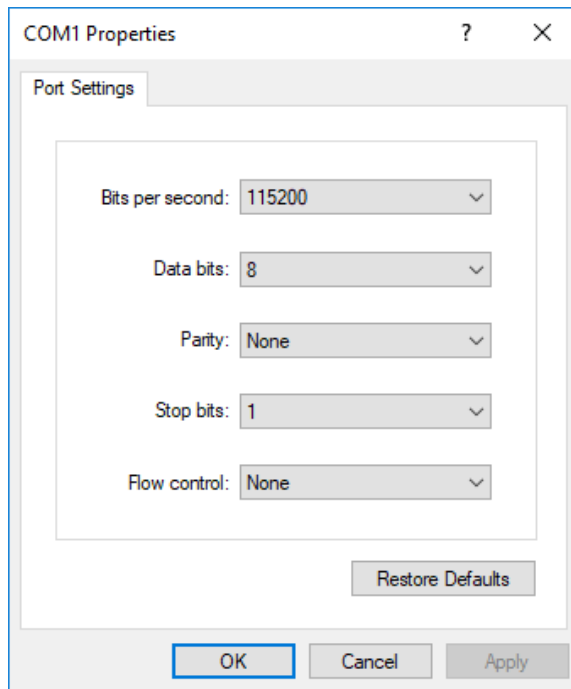 COM1 Properties ?
Port Settings
Bits per second: 115200
Data bits: 8
Parity: None
Stop bits: 1
Flow control: None
Restore Defaults
OK Cancel Apply